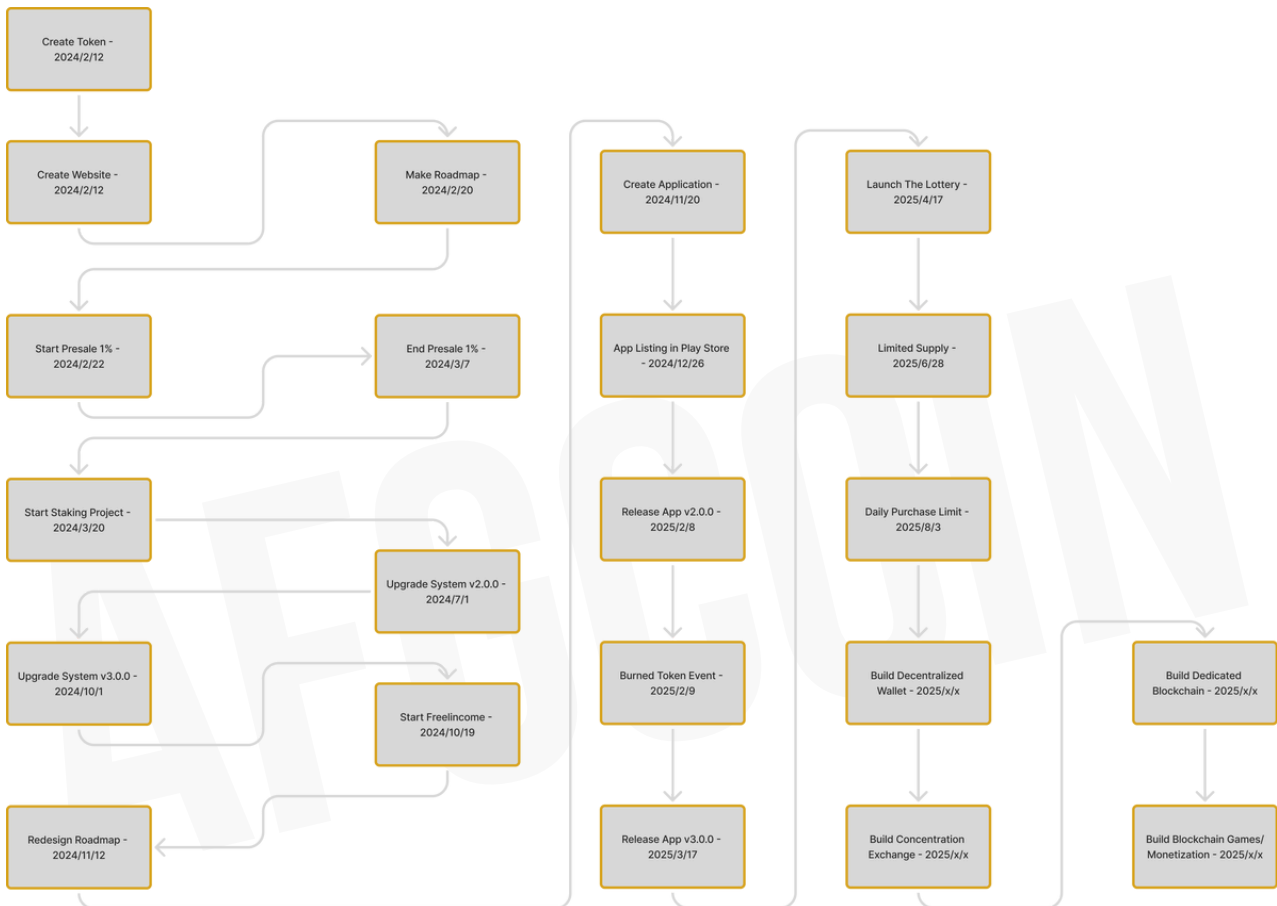 Create Token -
2024/2/12
Create Website -
2024/2/12
Make Roadmap -
2024/2/20
Start Presale 1% -
2024/2/22
End Presale 1% -
2024/3/7
Start Staking Project -
2024/3/20
Upgrade System v2.0.0 -
2024/7/1
Upgrade System v3.0.0 -
2024/10/1
Start FreeIincome -
2024/10/19
Redesign Roadmap -
2024/11/12
Create Application -
2024/11/20
App Listing in Play Store
- 2024/12/26
Release App v2.0.0 -
2025/2/8
Burned Token Event -
2025/2/9
Release App v3.0.0 -
2025/3/17
Launch The Lottery -
2025/4/17
Limited Supply -
2025/6/28
Daily Purchase Limit -
2025/8/3
Build Decentralized
Wallet - 2025/x/x
Build Concentration
Exchange - 2025/x/x
Build Dedicated
Blockchain - 2025/x/x
Build Blockchain Games/
Monetization - 2025/x/x
AFGCOIN